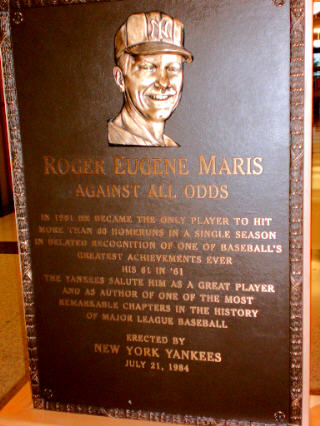 NY
ROGER EUGENE MARIS
AGAINST ALL ODDS
IN 1961 HE BECAME THE ONLY PLAYER TO HIT
MORE THAN 60 HOMERUNS IN A SINGLE SEASON
IN BELATED RECOGNITION OF ONE OF BASEBALL'S
GREATEST ACHIEVEMENTS EVER
HIS 61 IN '61
THE YANKEES SALUTE HIM AS A GREAT PLAYER
AND AS AUTHOR OF ONE OF THE MOST
REMARKABLE CHAPTERS IN THE HISTORY
OF MAJOR LEAGUE BASEBALL
ERECTED BY
NEW YORK YANKEES
JULY 21, 1984